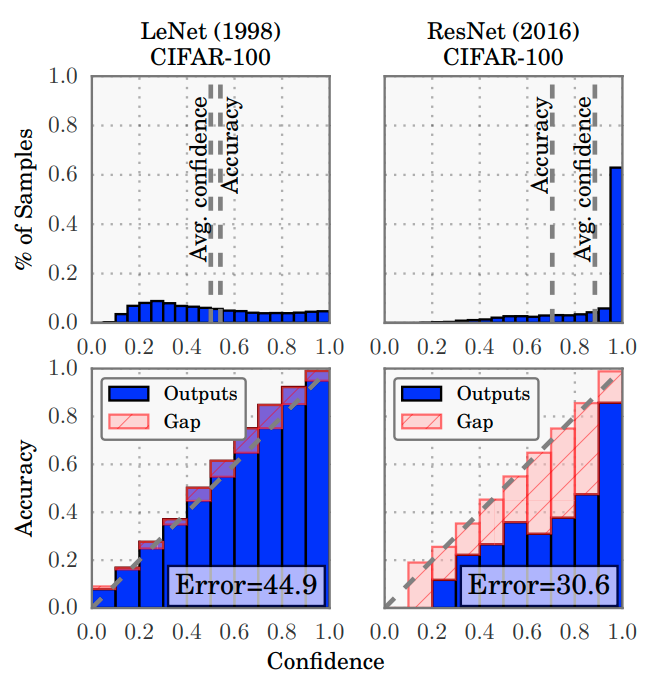 LeNet (1998)
CIFAR-100
ResNet (2016)
CIFAR-100
% of Samples
1.0
0.8
0.6
0.4
0.2
0.0
Avg. confidence
Accuracy
0.0 0.2 0.4 0.6 0.8 1.0
Accuracy
Avg. confidence
0.0 0.2 0.4 0.6 0.8 1.0
Accuracy
1.0
0.8
0.6
0.4
0.2
0.0
Outputs
Gap
Error=44.9
0.0 0.2 0.4 0.6 0.8 1.0
Outputs
Gap
Error=30.6
0.0 0.2 0.4 0.6 0.8 1.0
Confidence